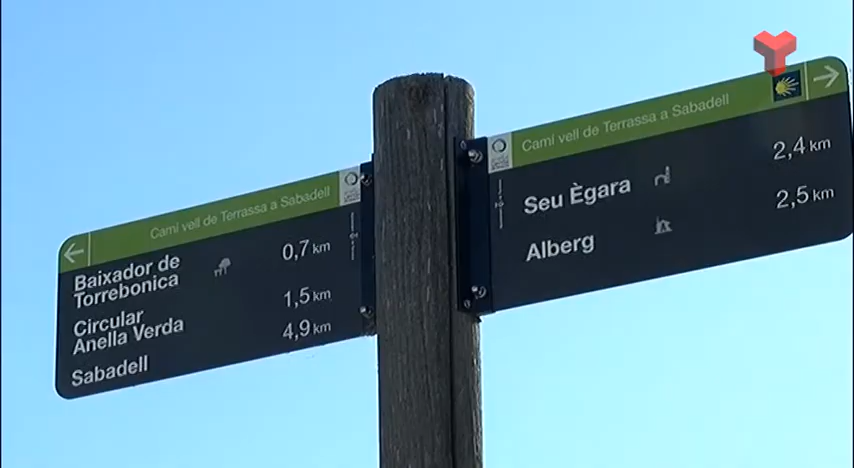 Camí vell de Terrassa a Sabadell
Baixador de
Torrebonica
0,7 km
Circular
Anella Verda
1,5 km
Sabadell
4,9 km
Camí vell de Terrassa a Sabadell
Seu Ègara
2,4 km
Alberg
2,5 km